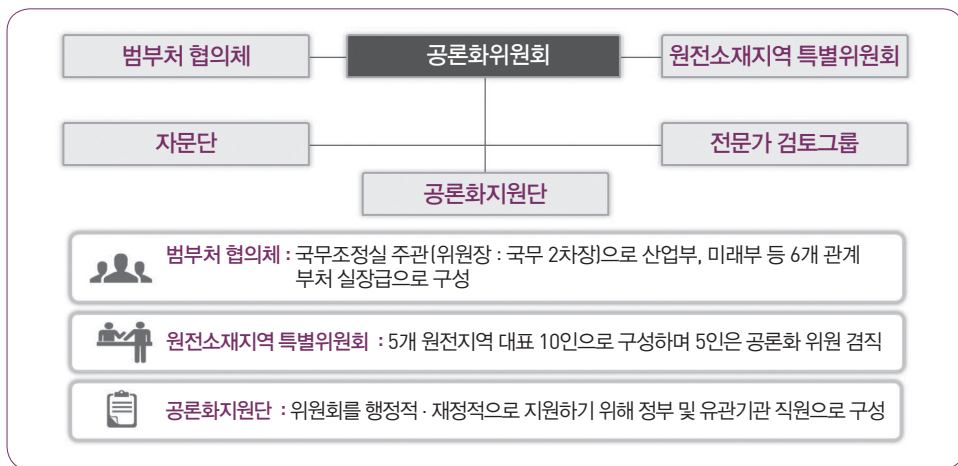 범부처 협의체
공론화위원회
원전소재지역 특별위원회
자문단
전문가 검토그룹
공론화지원단
범부처 협의체 : 국무조정실 주관(위원장 : 국무 2차장)으로 산업부, 미래부 등 6개 관계
부처 실장급으로 구성
원전소재지역 특별위원회 : 5개 원전지역 대표 10인으로 구성하며 5인은 공론화 위원 겸직
공론화지원단 : 위원회를 행정적 · 재정적으로 지원하기 위해 정부 및 유관기관 직원으로 구성